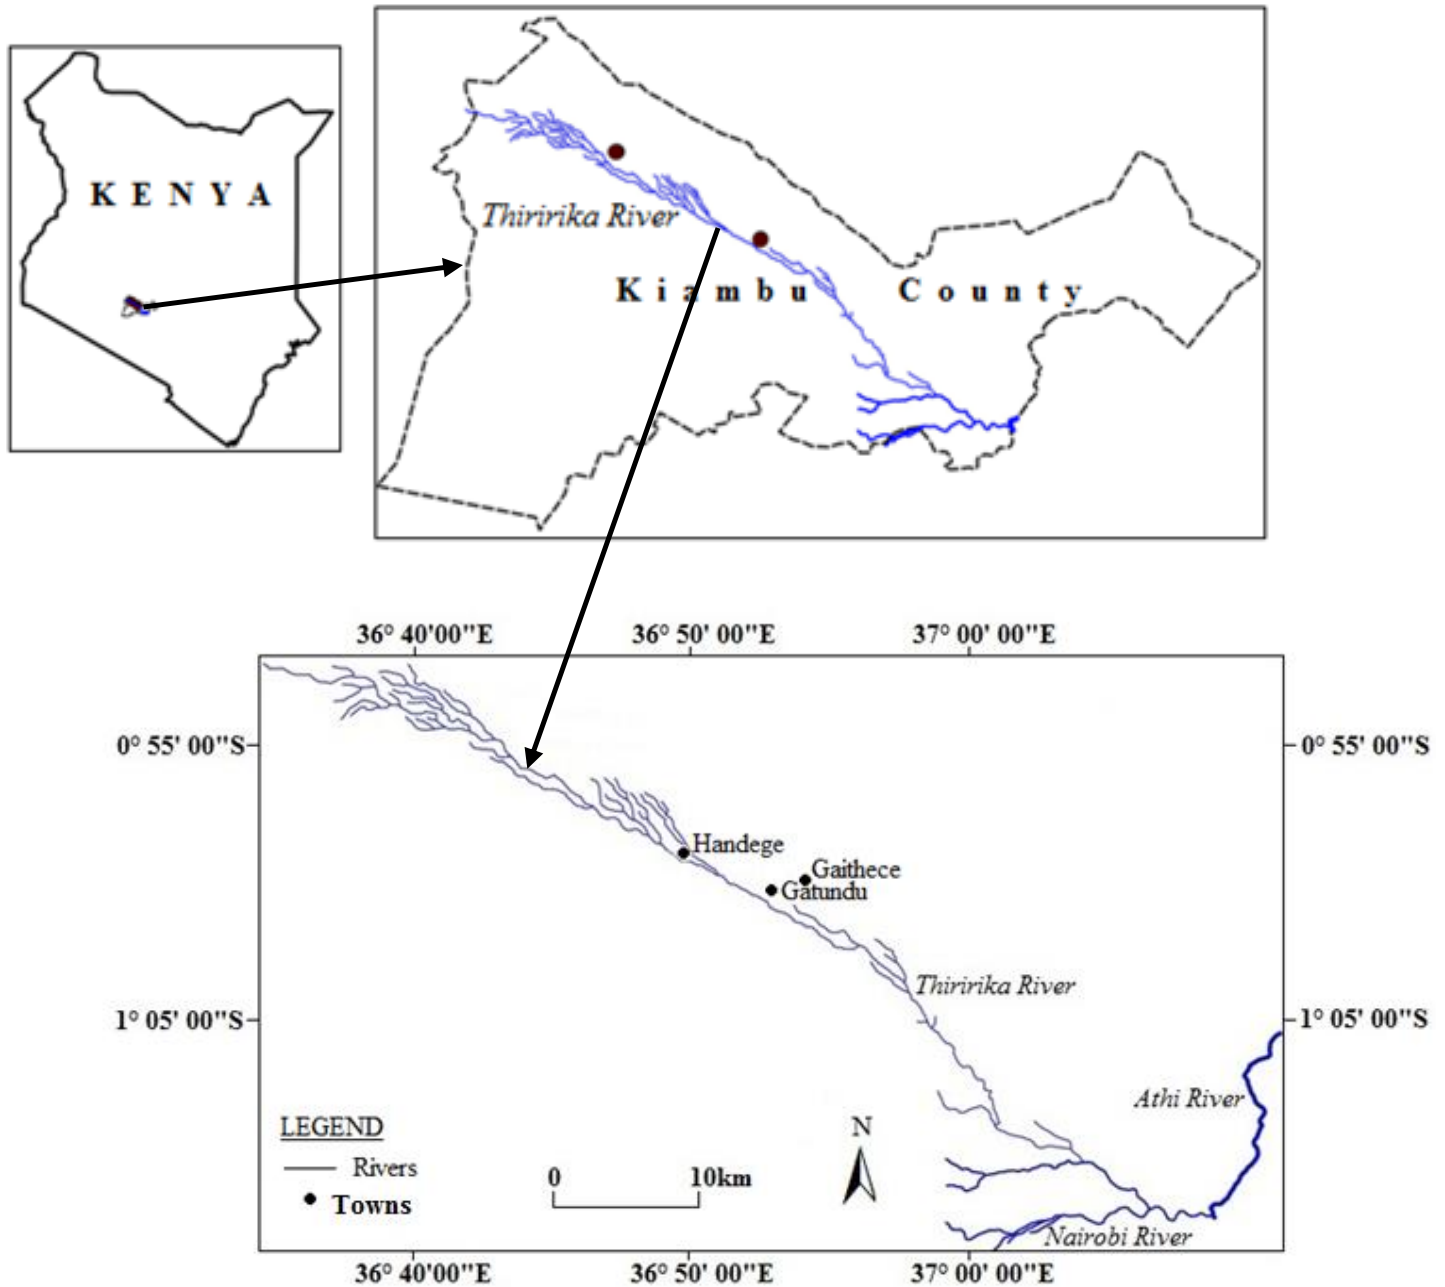 K E N Y A
Thiririka River
Kiambu County
36° 40'00"E
36° 50' 00"E
37° 00' 00"E
0° 55' 00"S
0° 55' 00"S
Handege
Gaithece
Gatundu
Thiririka River
1° 05' 00"S
1° 05' 00"S
Athi River
LEGEND
Rivers
Towns
0
10km
N
Nairobi River
36° 40' 00"E
36° 50' 00"E
37° 00' 00"E